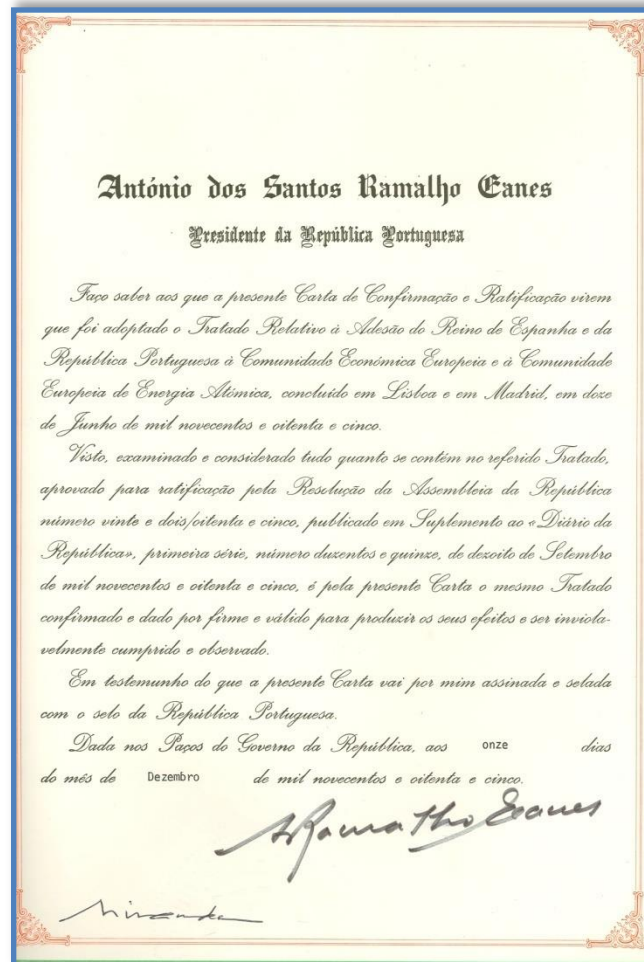 António dos Santos Ramalho Eanes
Presidente da República Portuguesa
Faço saber aos que a presente Carta de Confirmação e Ratificação virem
que foi adoptado o Tratado Relativo à Adesão do Reino de Espanha e da
República Portuguesa à Comunidade Económica Europeia e à Comunidade
Europeia de Energia Atómica, concluído em Lisboa e em Madrid, em doze
de Junho de mil novecentos e oitenta e cinco.
Visto, examinado e considerado tudo quanto se contém no referido Tratado,
aprovado para ratificação pela Resolução da Assembleia da República
número vinte e dois/oitenta e cinco, publicado em Suplemento ao «Diário da
República», primeira série, número duzentos e quinze, de dezoito de Setembro
de mil novecentos e oitenta e cinco, é pela presente Carta o mesmo Tratado
confirmado e dado por firme e válido para produzir os seus efeitos e ser inviola-
velmente cumprido e observado.
Em testemunho do que a presente Carta vai por mim assinada e selada
com o selo da República Portuguesa.
Dada nos Paços do Governo da República, aos onze dias
do mês de Dezembro de mil novecentos e oitenta e cinco.
ARamalho Eanes
Miranda